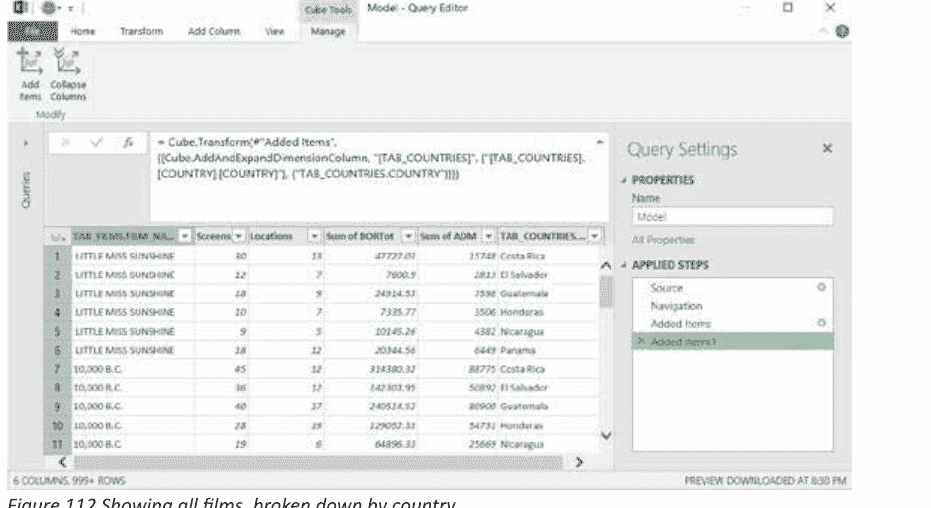 Cube Tools Model - Query Editor
File Home Transform Add Column View Manage
Add Items Collapse Columns
Modify
Queries
= Cube.Transform(#"Added Items",
{{Cube.AddAndExpandDimensionColumn, "[TAB_COUNTRIES]", {"[TAB_COUNTRIES].
[COUNTRY].[COUNTRY]"}, {"TAB_COUNTRIES.COUNTRY"}}})
TAB_FILMS.FILM_NA... Screens Locations Sum of BORTot Sum of ADM TAB_COUNTRIES....
1 LITTLE MISS SUNSHINE 30 47727.03 15748 Costa Rica
2 LITTLE MISS SUNSHINE 12 7 7600.9 2813 El Salvador
3 LITTLE MISS SUNSHINE 18 9 24914.53 7598 Guatemala
4 LITTLE MISS SUNSHINE 10 7 7335.77 3506 Honduras
5 LITTLE MISS SUNSHINE 9 5 10145.26 4382 Nicaragua
6 LITTLE MISS SUNSHINE 18 12 20344.56 6449 Panama
7 10,000 B.C. 45 314380.32 88775 Costa Rica
8 10,000 B.C. 36 142303.95 50892 El Salvador
9 10,000 B.C. 40 17 240514.52 80900 Guatemala
10 10,000 B.C. 28 19 129052.31 54731 Honduras
11 10,000 B.C. 19 64896.33 25669 Nicaragua
Query Settings
PROPERTIES
Name
Model
All Properties
APPLIED STEPS
Source
Navigation
Added Items
Added Items1
6 COLUMNS, 999+ ROWS PREVIEW DOWNLOADED AT 8:30 PM
Figure 112 Showing all films, broken down by country